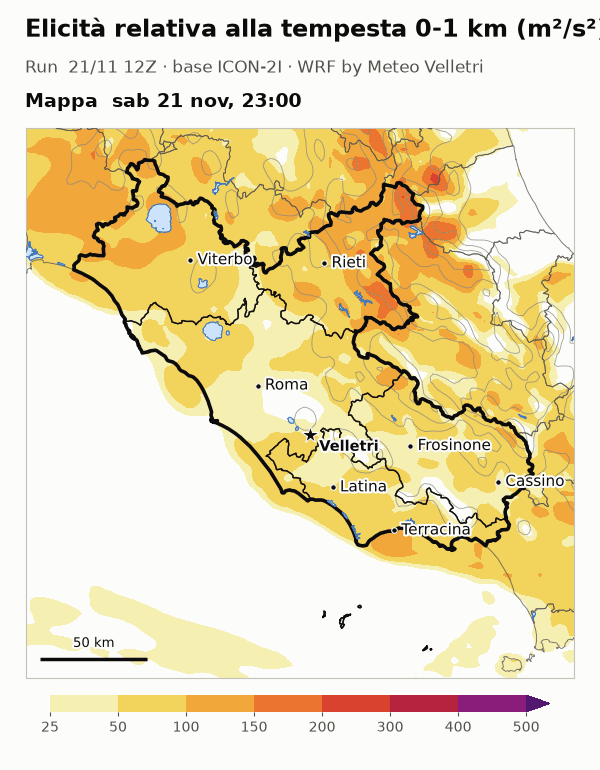 Elicità relativa alla tempesta 0-1 km (m²/s²)
Run 21/11 12Z · base ICON-2I · WRF by Meteo Velletri
Mappa sab 21 nov, 23:00
Viterbo
Rieti
Roma
Velletri
Frosinone
Latina
Cassino
Terracina
50 km
25 50 100 150 200 300 400 500